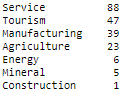 Service 88
Tourism 47
Manufacturing 39
Agriculture 23
Energy 6
Mineral 5
Construction 1